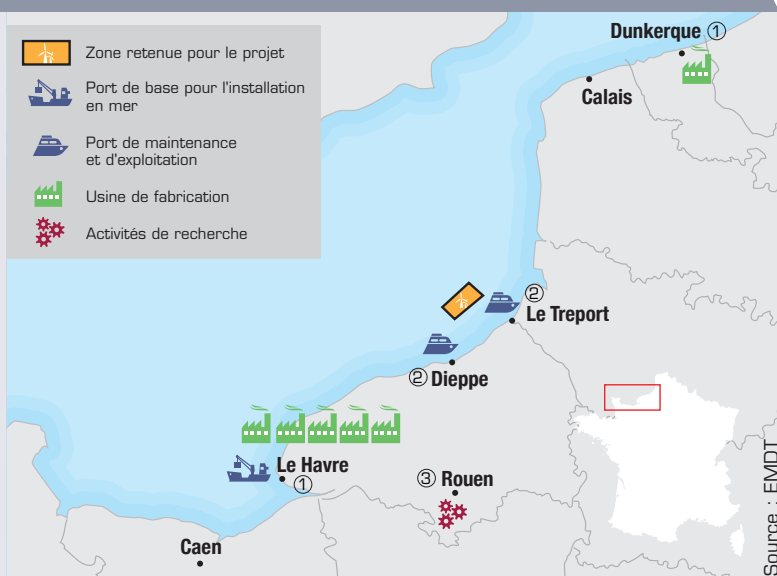 Zone retenue pour le projet
Port de base pour l'installation
en mer
Port de maintenance
et d'exploitation
Usine de fabrication
Activités de recherche
Dunkerque ①
Calais
②
Le Treport
② Dieppe
Le Havre
①
③ Rouen
Caen
Source : EMDT